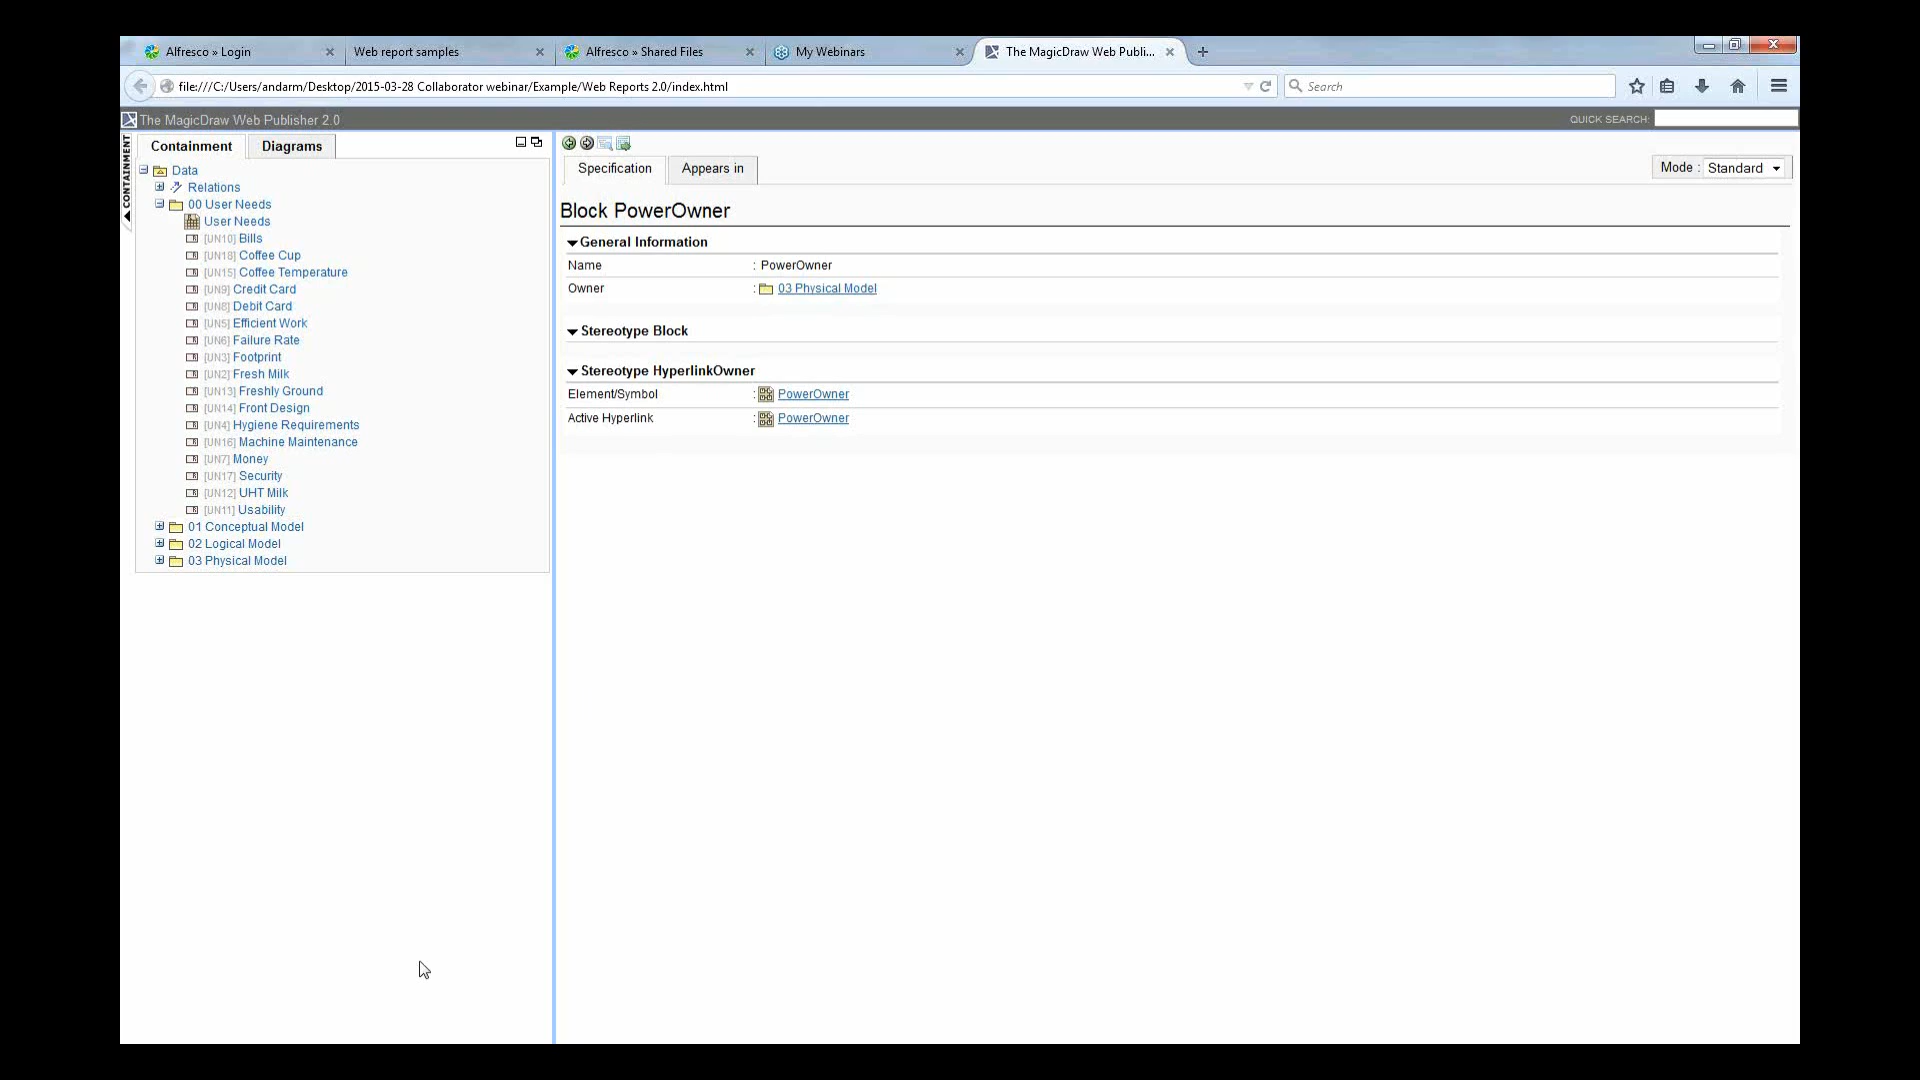 Alfresco » Login
Web report samples
Alfresco » Shared Files
My Webinars
The MagicDraw Web Publi...
file:///C:/Users/andarm/Desktop/2015-03-28 Collaborator webinar/Example/Web Reports 2.0/index.html
Search
The MagicDraw Web Publisher 2.0
QUICK SEARCH:
CONTAINMENT
Containment
Diagrams
Data
Relations
00 User Needs
User Needs
[UN10] Bills
[UN18] Coffee Cup
[UN15] Coffee Temperature
[UN9] Credit Card
[UN8] Debit Card
[UN5] Efficient Work
[UN6] Failure Rate
[UN3] Footprint
[UN2] Fresh Milk
[UN13] Freshly Ground
[UN14] Front Design
[UN4] Hygiene Requirements
[UN16] Machine Maintenance
[UN7] Money
[UN17] Security
[UN12] UHT Milk
[UN11] Usability
01 Conceptual Model
02 Logical Model
03 Physical Model
Specification
Appears in
Mode : Standard
Block PowerOwner
General Information
Name : PowerOwner
Owner : 03 Physical Model
Stereotype Block
Stereotype HyperlinkOwner
Element/Symbol : PowerOwner
Active Hyperlink : PowerOwner